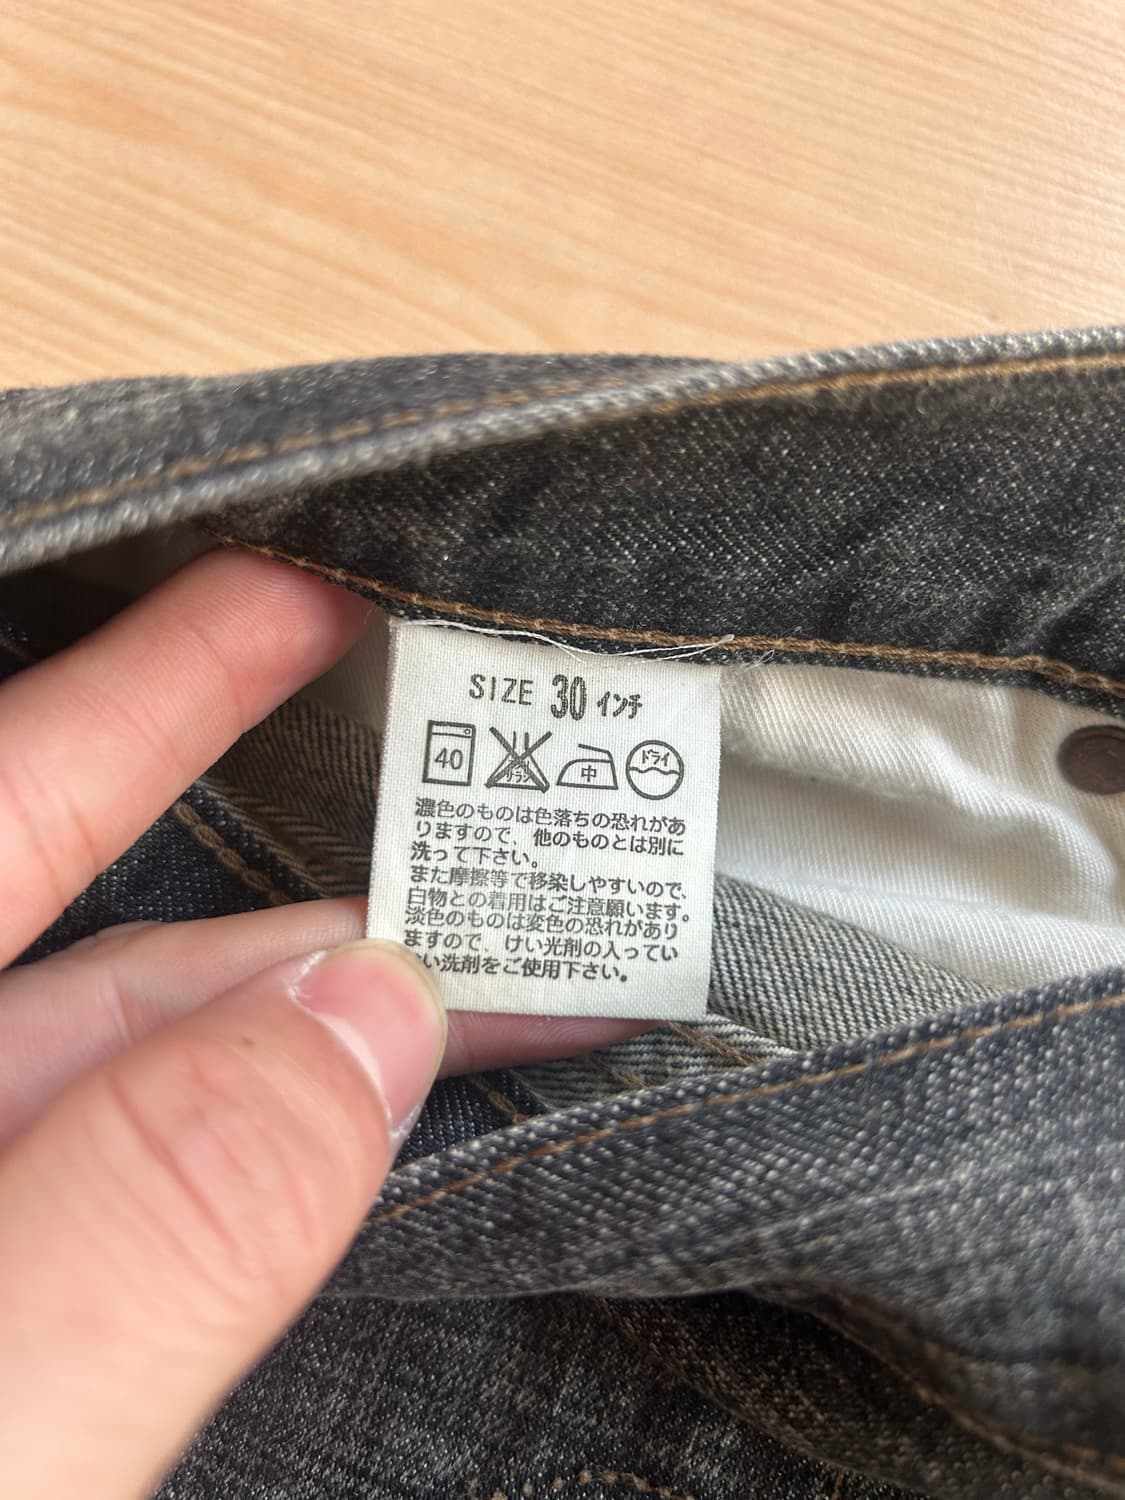 SIZE 30 インチ
40 サラシ 中 ドライ
濃色のものは色落ちの恐れがあ
りますので、他のものとは別に
洗って下さい。
また摩擦等で移染しやすいので、
白物との着用はご注意願います。
淡色のものは変色の恐れがあり
ますので、けい光剤の入ってい
い洗剤をご使用下さい。